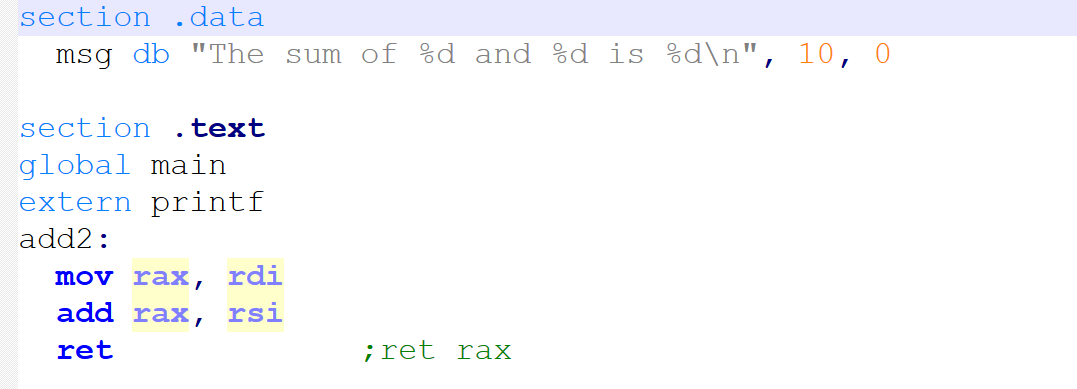 section .data
  msg db "The sum of %d and %d is %d\n", 10, 0
section .text
global main
extern printf
add2:
  mov rax, rdi
  add rax, rsi
  ret             ;ret rax